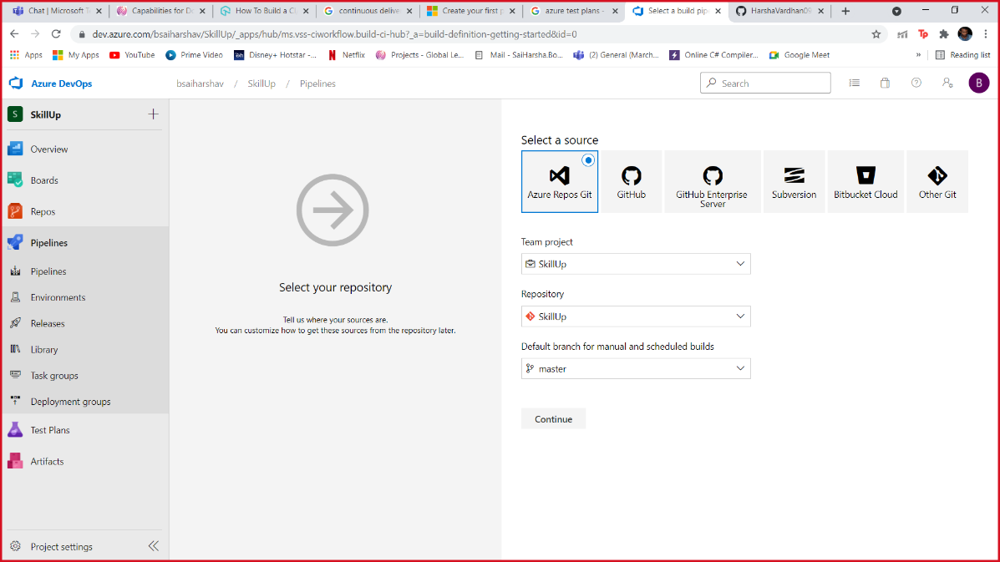 Chat | Microsoft Te
Capabilities for De
How To Build a CI
continuous deliver
Create your first p
azure test plans -
Select a build pipe
HarshaVardhan09
dev.azure.com/bsaiharshav/SkillUp/_apps/hub/ms.vss-ciworkflow.build-ci-hub?_a=build-definition-getting-started&id=0
Tp
Apps
My Apps
YouTube
Prime Video
Disney+ Hotstar -...
Netflix
Projects - Global Le...
Mail - SaiHarsha.Bo...
(2) General (March...
Online C# Compiler...
Google Meet
»
Reading list
Azure DevOps
bsaiharshav / SkillUp / Pipelines
Search
B
S SkillUp
Overview
Boards
Repos
Pipelines
Pipelines
Environments
Releases
Library
Task groups
Deployment groups
Test Plans
Artifacts
Project settings
Select your repository
Tell us where your sources are.
You can customize how to get these sources from the repository later.
Select a source
Azure Repos Git
GitHub
GitHub Enterprise
Server
Subversion
Bitbucket Cloud
Other Git
Team project
SkillUp
Repository
SkillUp
Default branch for manual and scheduled builds
master
Continue